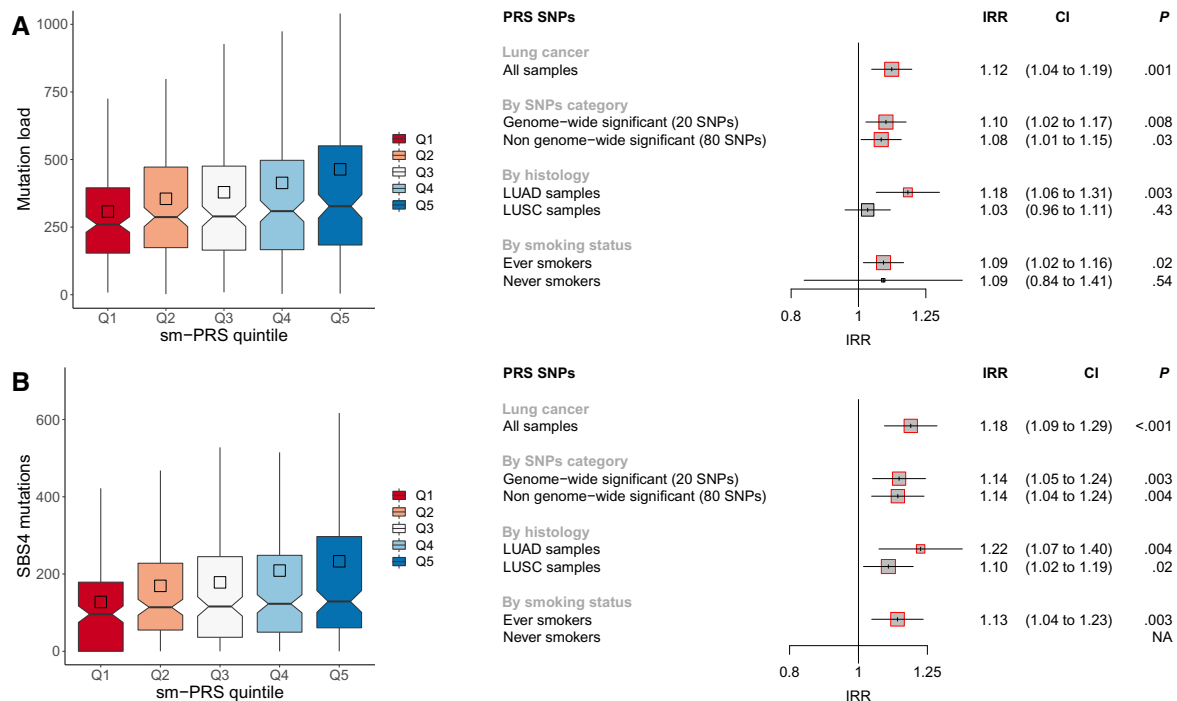 A
Mutation load
1000
750
500
250
0
Q1 Q2 Q3 Q4 Q5
sm−PRS quintile
Q1
Q2
Q3
Q4
Q5
PRS SNPs IRR CI P
Lung cancer
All samples 1.12 (1.04 to 1.19) .001
By SNPs category
Genome−wide significant (20 SNPs) 1.10 (1.02 to 1.17) .008
Non genome−wide significant (80 SNPs) 1.08 (1.01 to 1.15) .03
By histology
LUAD samples 1.18 (1.06 to 1.31) .003
LUSC samples 1.03 (0.96 to 1.11) .43
By smoking status
Ever smokers 1.09 (1.02 to 1.16) .02
Never smokers 1.09 (0.84 to 1.41) .54
0.8 1 1.25
IRR
B
SBS4 mutations
600
400
200
0
Q1 Q2 Q3 Q4 Q5
sm−PRS quintile
Q1
Q2
Q3
Q4
Q5
PRS SNPs IRR CI P
Lung cancer
All samples 1.18 (1.09 to 1.29) <.001
By SNPs category
Genome−wide significant (20 SNPs) 1.14 (1.05 to 1.24) .003
Non genome−wide significant (80 SNPs) 1.14 (1.04 to 1.24) .004
By histology
LUAD samples 1.22 (1.07 to 1.40) .004
LUSC samples 1.10 (1.02 to 1.19) .02
By smoking status
Ever smokers 1.13 (1.04 to 1.23) .003
Never smokers NA
0.8 1 1.25
IRR